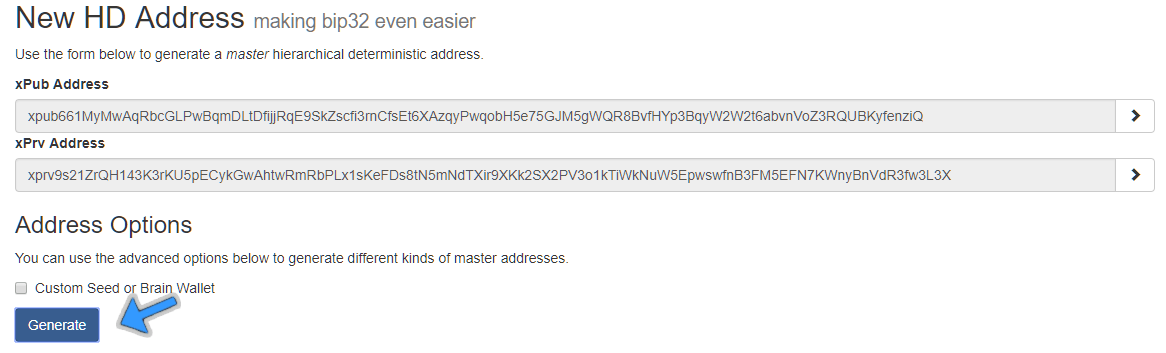 New HD Address making bip32 even easier
Use the form below to generate a master hierarchical deterministic address.
xPub Address
xpub661MyMwAqRbcGLPwBqmDLtDfijjRqE9SkZscfi3rnCfsEt6XAzqyPwqobH5e75GJM5gWQR8BvfHYp3BqyW2W2t6abvnVoZ3RQUBKyfenziQ
xPrv Address
xprv9s21ZrQH143K3rKU5pECykGwAhtwRmRbPLx1sKeFDs8tN5mNdTXir9XKk2SX2PV3o1kTiWkNuW5EpwswfnB3FM5EFN7KWnyBnVdR3fw3L3X
Address Options
You can use the advanced options below to generate different kinds of master addresses.
Custom Seed or Brain Wallet
Generate